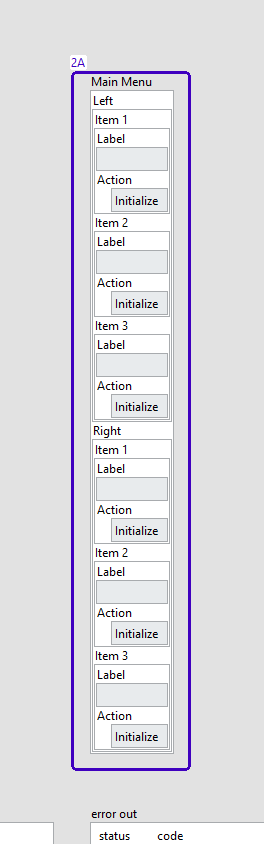 2A
Main Menu
Left
Item 1
Label
Action
Initialize
Item 2
Label
Action
Initialize
Item 3
Label
Action
Initialize
Right
Item 1
Label
Action
Initialize
Item 2
Label
Action
Initialize
Item 3
Label
Action
Initialize
error out
status code